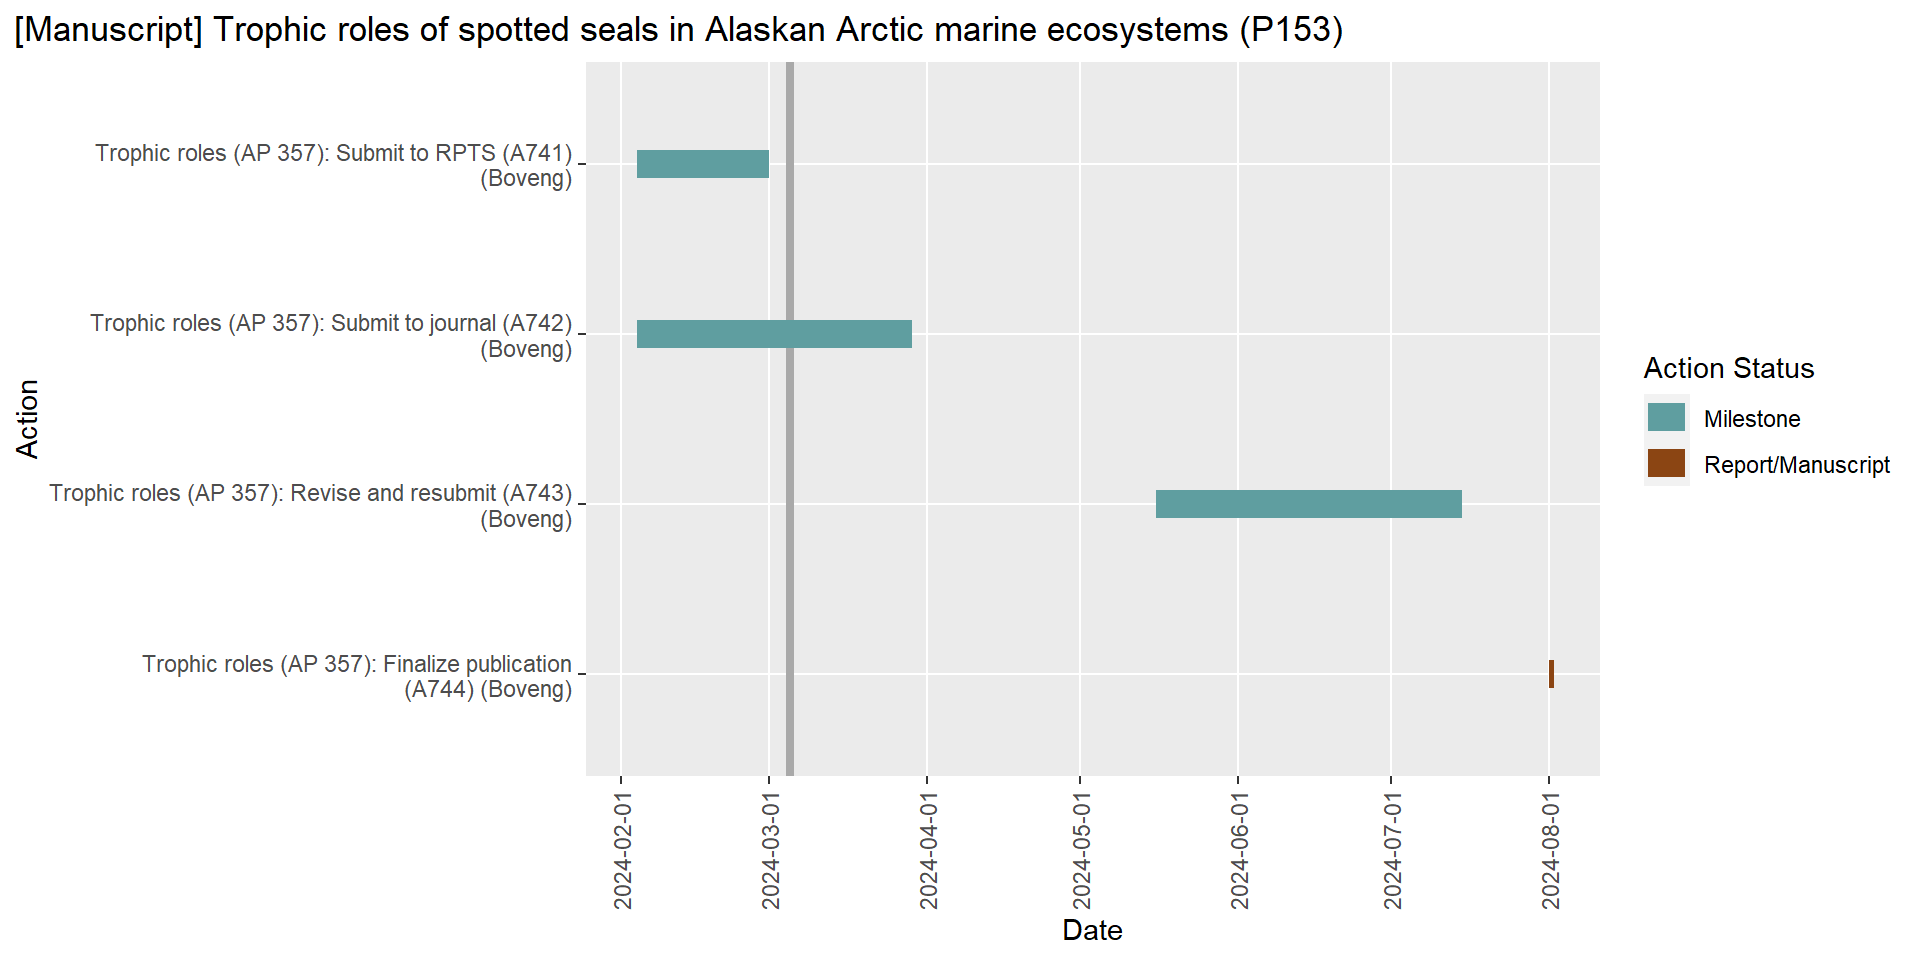 [Manuscript] Trophic roles of spotted seals in Alaskan Arctic marine ecosystems (P153)
Trophic roles (AP 357): Submit to RPTS (A741)
(Boveng)
Trophic roles (AP 357): Submit to journal (A742)
(Boveng)
Trophic roles (AP 357): Revise and resubmit (A743)
(Boveng)
Trophic roles (AP 357): Finalize publication
(A744) (Boveng)
Action
2024-02-01
2024-03-01
2024-04-01
2024-05-01
2024-06-01
2024-07-01
2024-08-01
Date
Action Status
Milestone
Report/Manuscript